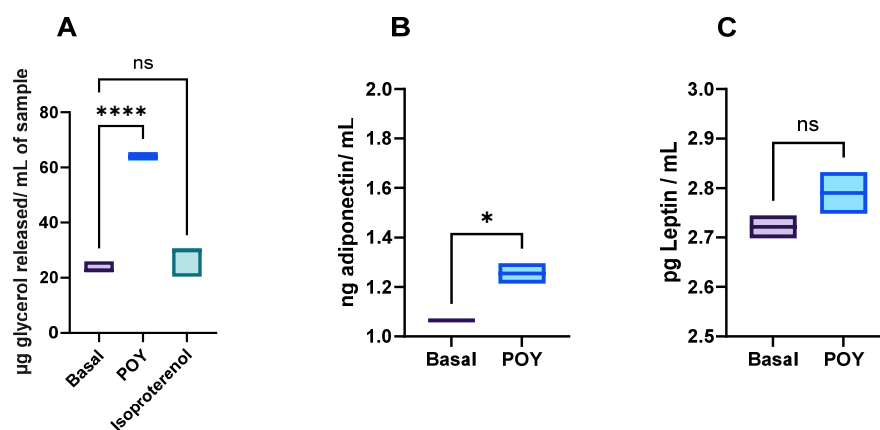 A
ns
****
µg glycerol released/ mL of sample
80
60
40
20
0
Basal
POY
Isoproterenol
B
*
ng adiponectin/ mL
2.0
1.8
1.6
1.4
1.2
1.0
Basal
POY
C
ns
pg Leptin / mL
3.0
2.9
2.8
2.7
2.6
2.5
Basal
POY